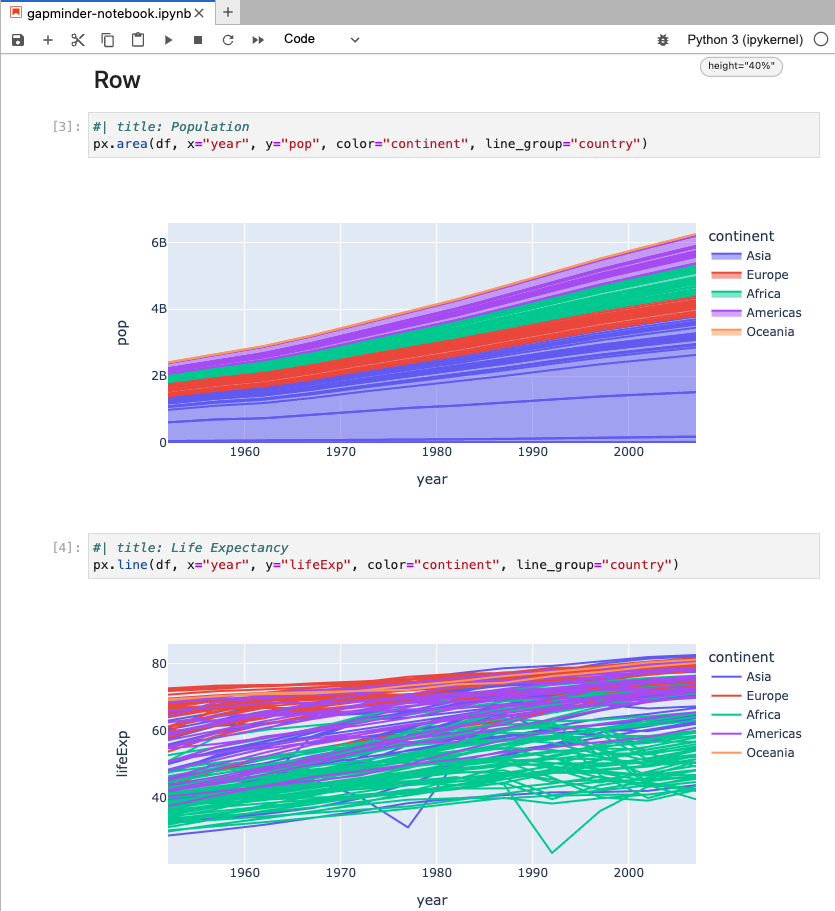 gapminder-notebook.ipynb
Code
Python 3 (ipykernel)
height="40%"
Row
[3]:
#| title: Population
px.area(df, x="year", y="pop", color="continent", line_group="country")
pop
6B
4B
2B
0
1960 1970 1980 1990 2000
year
continent
Asia
Europe
Africa
Americas
Oceania
[4]:
#| title: Life Expectancy
px.line(df, x="year", y="lifeExp", color="continent", line_group="country")
lifeExp
80
60
40
1960 1970 1980 1990 2000
year
continent
Asia
Europe
Africa
Americas
Oceania